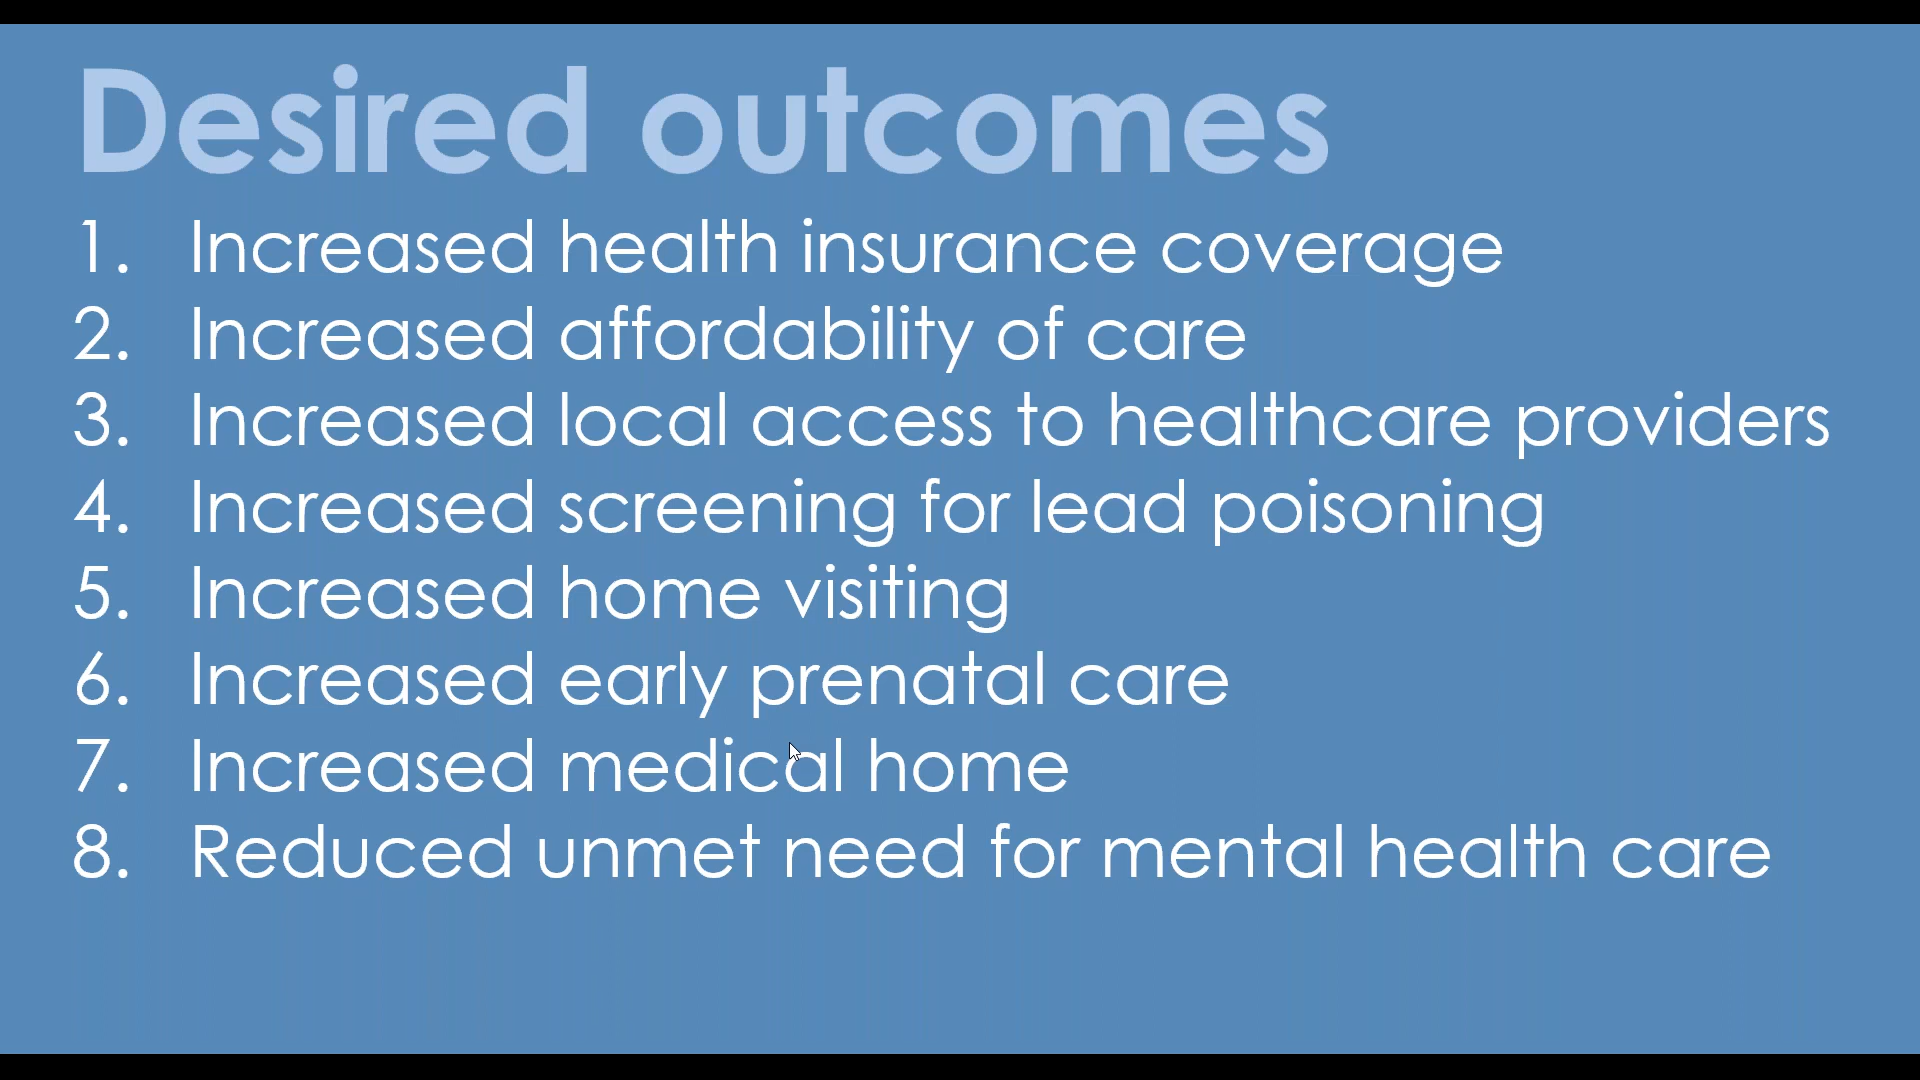 Desired outcomes
1. Increased health insurance coverage
2. Increased affordability of care
3. Increased local access to healthcare providers
4. Increased screening for lead poisoning
5. Increased home visiting
6. Increased early prenatal care
7. Increased medical home
8. Reduced unmet need for mental health care